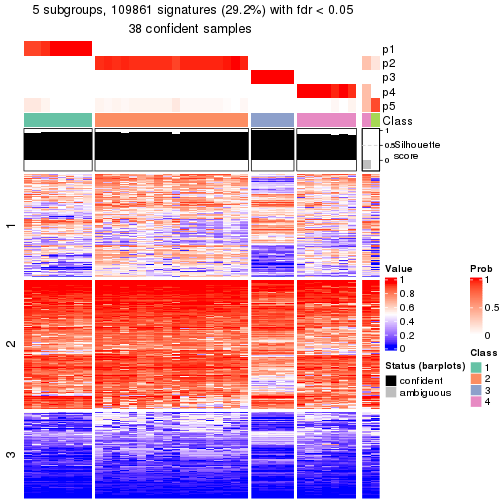 5 subgroups, 109861 signatures (29.2%) with fdr < 0.05
38 confident samples
p1
p2
p3
p4
p5
Class
1
0.5
0
Silhouette
score
1
2
3
Value
1
0.8
0.6
0.4
0.2
0
Prob
1
0.5
0
Status (barplots)
confident
ambiguous
Class
1
2
3
4